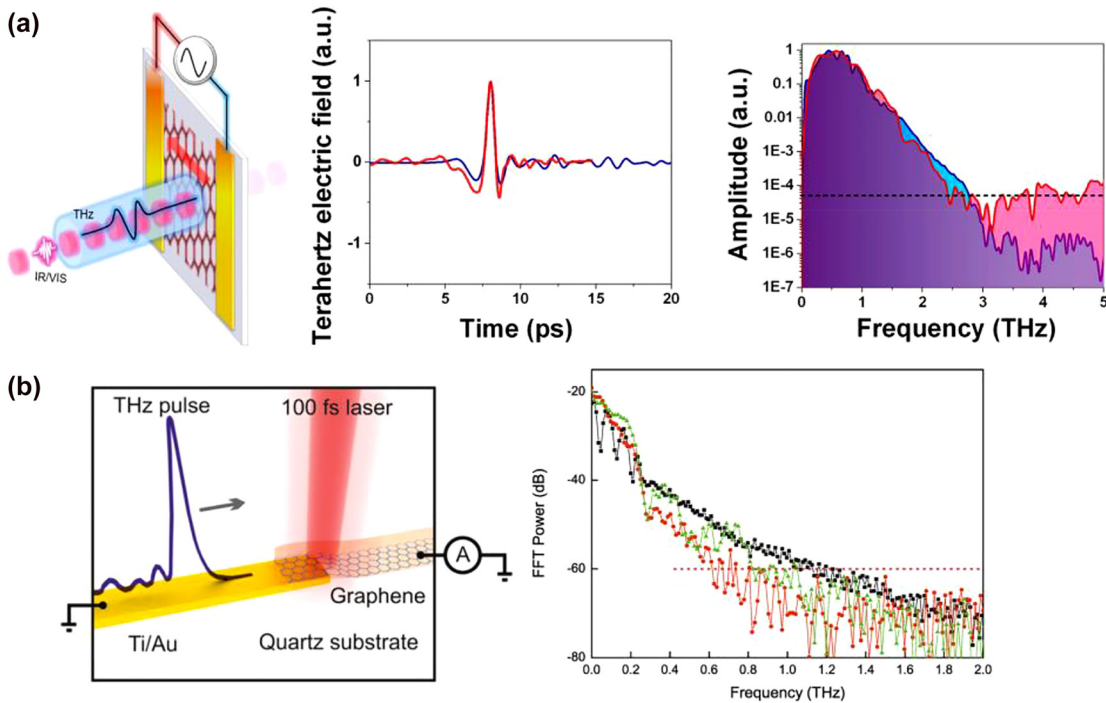 (a)
THz
IR/VIS
Terahertz electric field (a.u.)
1
0
-1
0 5 10 15 20
Time (ps)
Amplitude (a.u.)
1
0.1
0.01
1E-3
1E-4
1E-5
1E-6
1E-7
0 1 2 3 4 5
Frequency (THz)
(b)
THz pulse
100 fs laser
A
Graphene
Ti/Au
Quartz substrate
FFT Power (dB)
-20
-40
-60
-80
0.0 0.2 0.4 0.6 0.8 1.0 1.2 1.4 1.6 1.8 2.0
Frequency (THz)